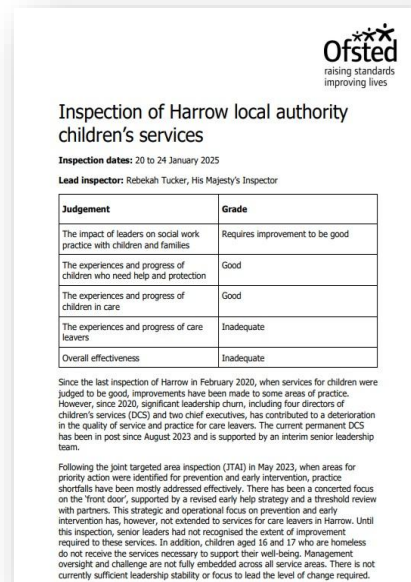 Ofsted
raising standards
improving lives
Inspection of Harrow local authority
children's services
Inspection dates: 20 to 24 January 2025
Lead inspector: Rebekah Tucker, His Majesty's Inspector
Judgement Grade
The impact of leaders on social work Requires improvement to be good
practice with children and families
The experiences and progress of Good
children who need help and protection
The experiences and progress of Good
children in care
The experiences and progress of care Inadequate
leavers
Overall effectiveness Inadequate
Since the last inspection of Harrow in February 2020, when services for children were
judged to be good, improvements have been made to some areas of practice.
However, since 2020, significant leadership churn, including four directors of
children's services (DCS) and two chief executives, has contributed to a deterioration
in the quality of service and practice for care leavers. The current permanent DCS
has been in post since August 2023 and is supported by an interim senior leadership
team.
Following the joint targeted area inspection (JTAI) in May 2023, when areas for
priority action were identified for prevention and early intervention, practice
shortfalls have been mostly addressed effectively. There has been a concerted focus
on the 'front door', supported by a revised early help strategy and a threshold review
with partners. This strategic and operational focus on prevention and early
intervention has, however, not extended to services for care leavers in Harrow. Until
this inspection, senior leaders had not recognised the extent of improvement
required to these services. In addition, children aged 16 and 17 who are homeless
do not receive the services necessary to support their well-being. Management
oversight and challenge are not fully embedded across all service areas. There is not
currently sufficient leadership stability or focus to lead the level of change required.